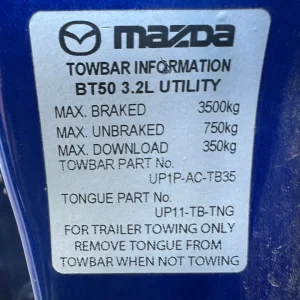 mazda
TOWBAR INFORMATION
BT50 3.2L UTILITY
MAX. BRAKED 3500kg
MAX. UNBRAKED 750kg
MAX. DOWNLOAD 350kg
TOWBAR PART No.
UP1P-AC-TB35
TONGUE PART No.
UP11-TB-TNG
FOR TRAILER TOWING ONLY
REMOVE TONGUE FROM
TOWBAR WHEN NOT TOWING